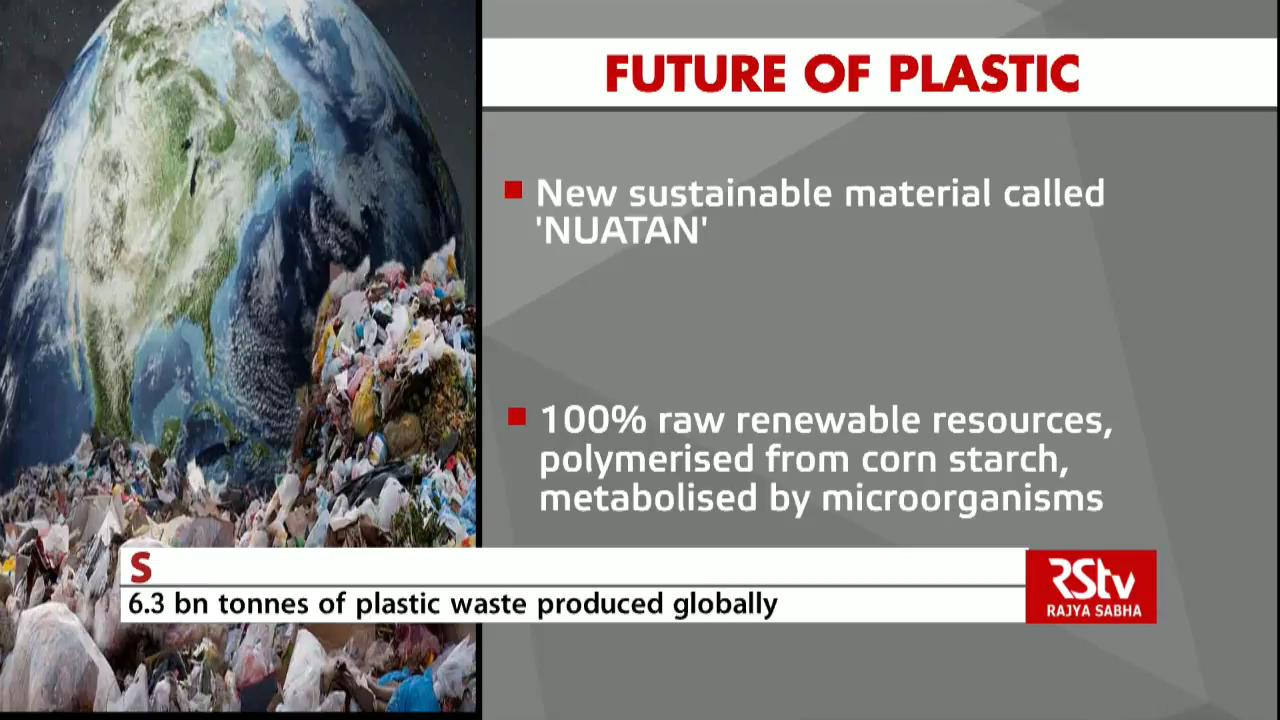 FUTURE OF PLASTIC
New sustainable material called
'NUATAN'
100% raw renewable resources,
polymerised from corn starch,
metabolised by microorganisms
S
6.3 bn tonnes of plastic waste produced globally
RStv
RAJYA SABHA